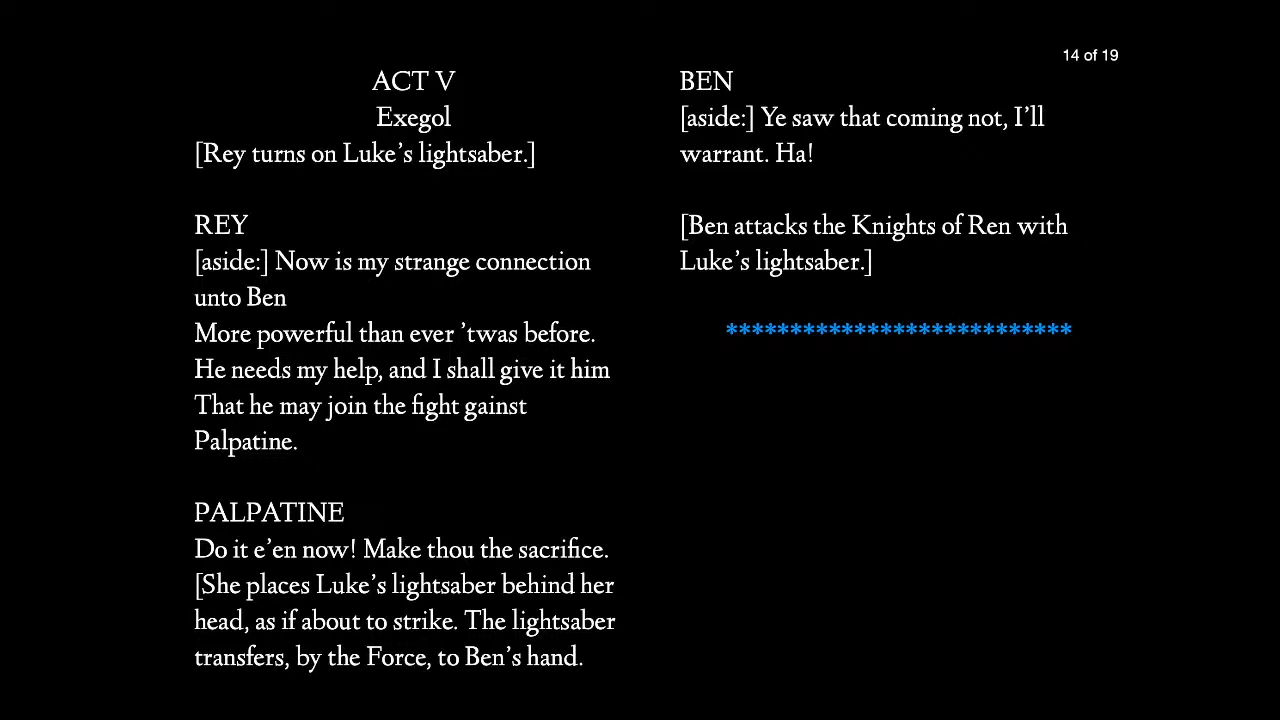 14 of 19
ACT V
Exegol
[Rey turns on Luke’s lightsaber.]
REY
[aside:] Now is my strange connection
unto Ben
More powerful than ever ’twas before.
He needs my help, and I shall give it him
That he may join the fight gainst
Palpatine.
PALPATINE
Do it e’en now! Make thou the sacrifice.
[She places Luke’s lightsaber behind her
head, as if about to strike. The lightsaber
transfers, by the Force, to Ben’s hand.
BEN
[aside:] Ye saw that coming not, I’ll
warrant. Ha!
[Ben attacks the Knights of Ren with
Luke’s lightsaber.]
***************************